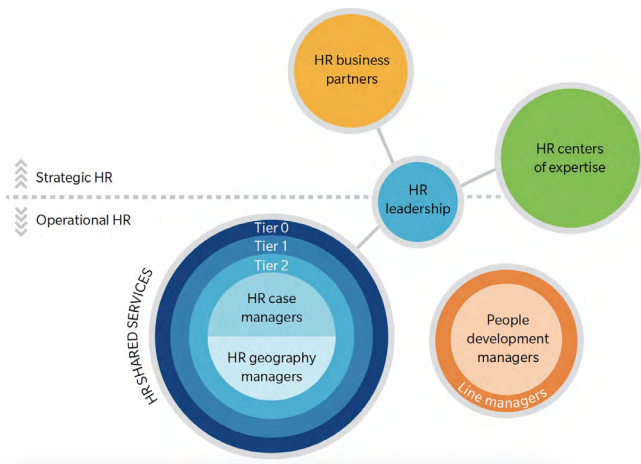 HR business
partners
HR centers
of expertise
Strategic HR
HR
leadership
Operational HR
Tier 0
Tier 1
Tier 2
HR case
managers
HR geography
managers
HR SHARED SERVICES
People
development
managers
Line managers